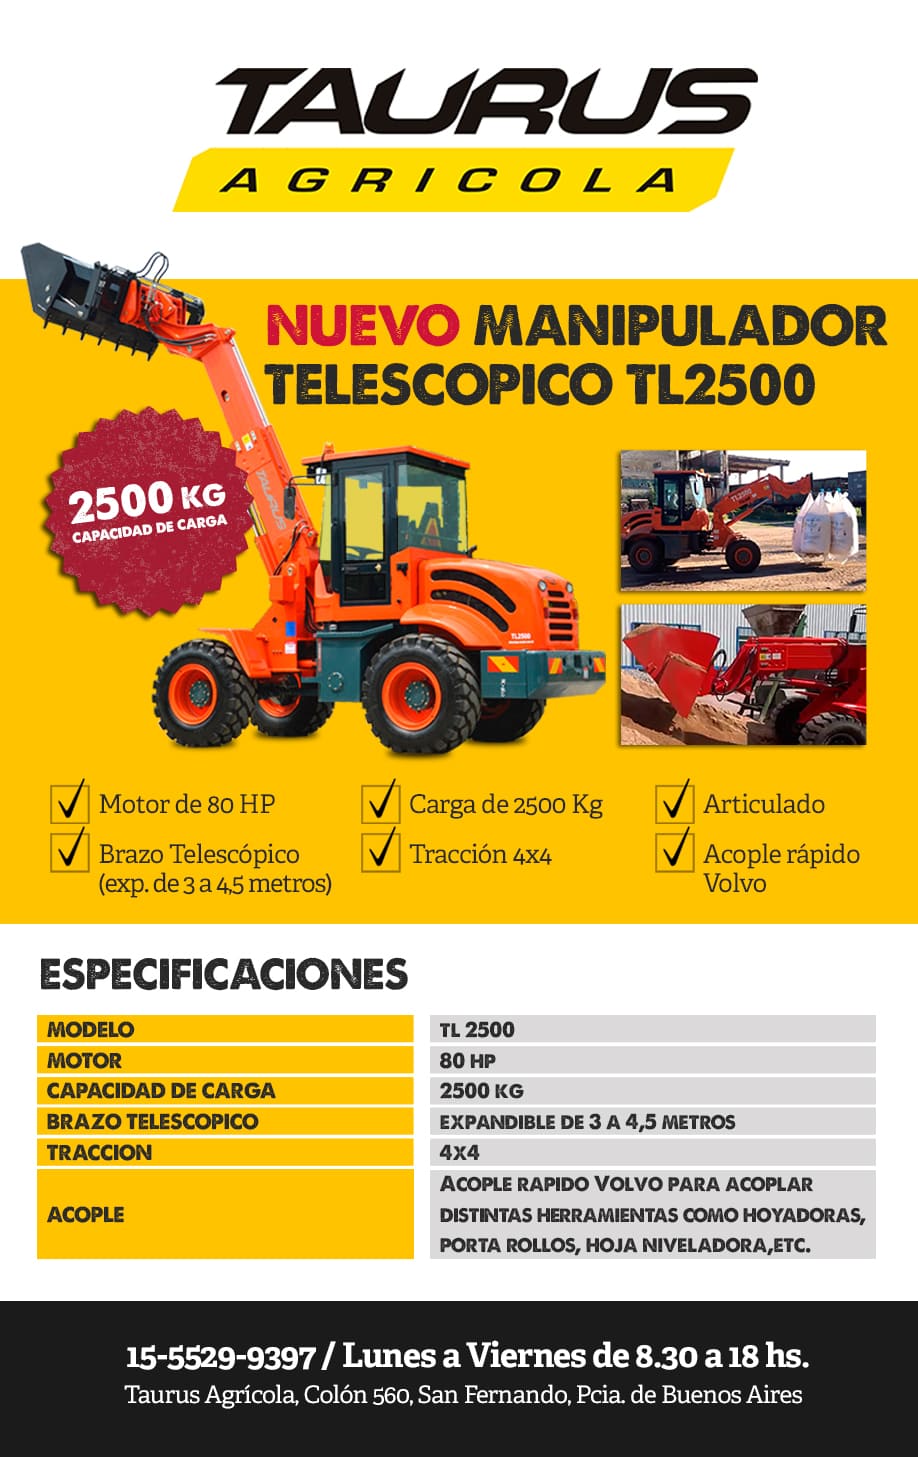 TAURUS
AGRICOLA
NUEVO MANIPULADOR
TELESCOPICO TL2500
2500 KG
CAPACIDAD DE CARGA
TAURUS
TL2500
TL2500
Motor de 80 HP
Carga de 2500 Kg
Articulado
Brazo Telescópico
(exp. de 3 a 4,5 metros)
Tracción 4x4
Acople rápido
Volvo
ESPECIFICACIONES
MODELO TL 2500
MOTOR 80 HP
CAPACIDAD DE CARGA 2500 KG
BRAZO TELESCOPICO EXPANDIBLE DE 3 A 4,5 METROS
TRACCION 4X4
ACOPLE
ACOPLE RAPIDO VOLVO PARA ACOPLAR
DISTINTAS HERRAMIENTAS COMO HOYADORAS,
PORTA ROLLOS, HOJA NIVELADORA,ETC.
15-5529-9397 / Lunes a Viernes de 8.30 a 18 hs.
Taurus Agrícola, Colón 560, San Fernando, Pcia. de Buenos Aires